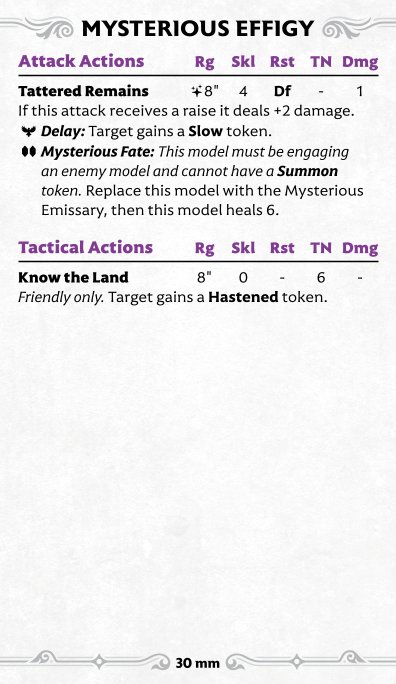 MYSTERIOUS EFFIGY
Attack Actions Rg Skl Rst TN Dmg
Tattered Remains 8" 4 Df - 1
If this attack receives a raise it deals +2 damage.
Delay: Target gains a Slow token.
Mysterious Fate: This model must be engaging
an enemy model and cannot have a Summon
token. Replace this model with the Mysterious
Emissary, then this model heals 6.
Tactical Actions Rg Skl Rst TN Dmg
Know the Land 8" 0 - 6 -
Friendly only. Target gains a Hastened token.
30 mm